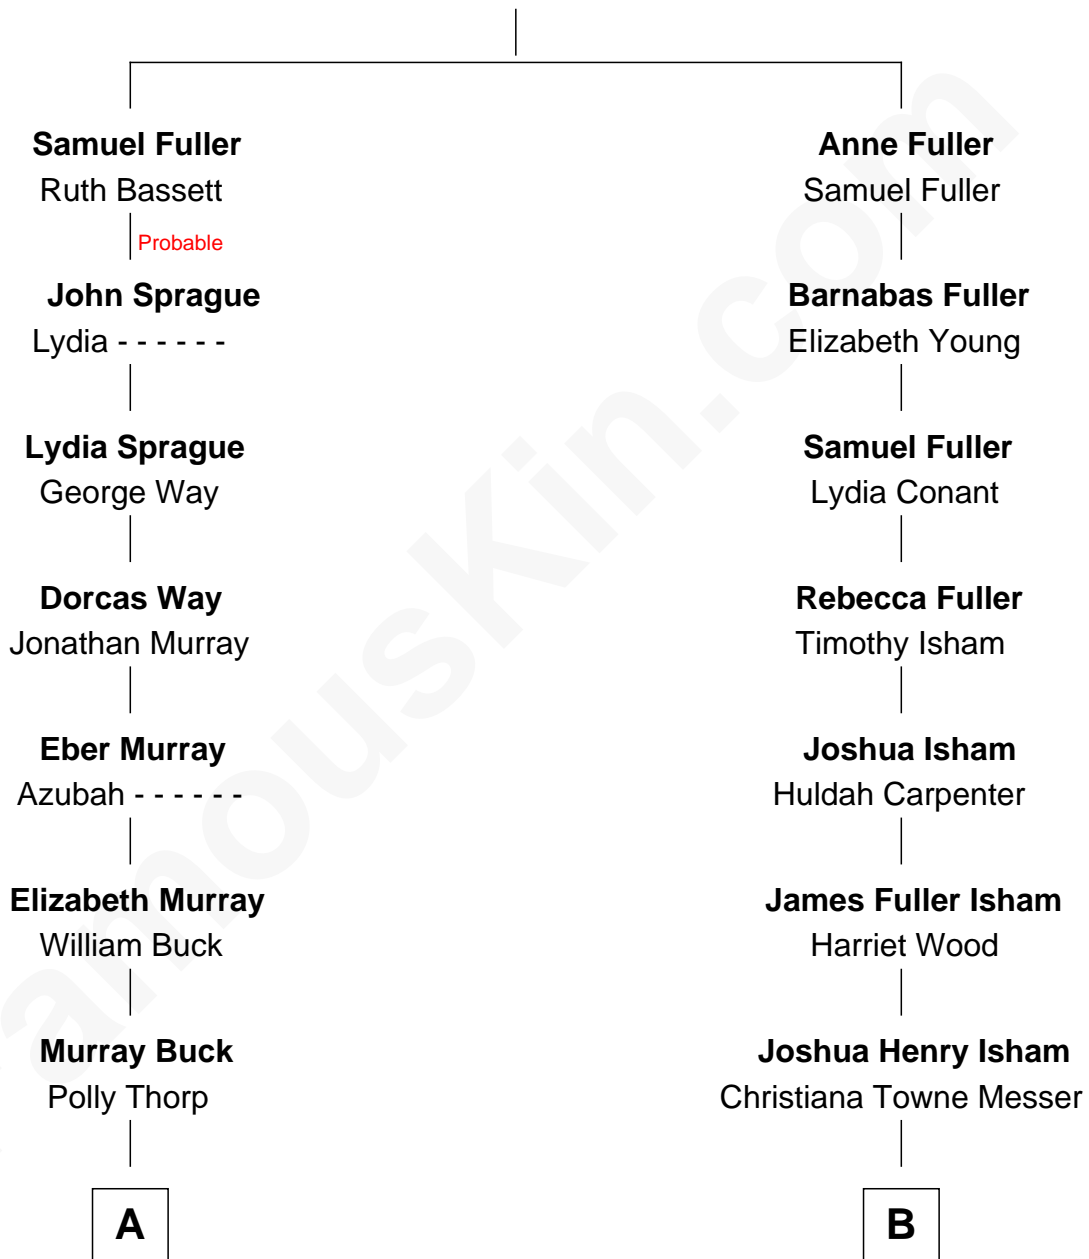 Samuel Fuller
Ruth Bassett
Probable
John Sprague
Lydia - - - - - -
Lydia Sprague
George Way
Dorcas Way
Jonathan Murray
Eber Murray
Azubah - - - - - -
Elizabeth Murray
William Buck
Murray Buck
Polly Thorp
A
Anne Fuller
Samuel Fuller
Barnabas Fuller
Elizabeth Young
Samuel Fuller
Lydia Conant
Rebecca Fuller
Timothy Isham
Joshua Isham
Huldah Carpenter
James Fuller Isham
Harriet Wood
Joshua Henry Isham
Christiana Towne Messer
B
amousKin.com